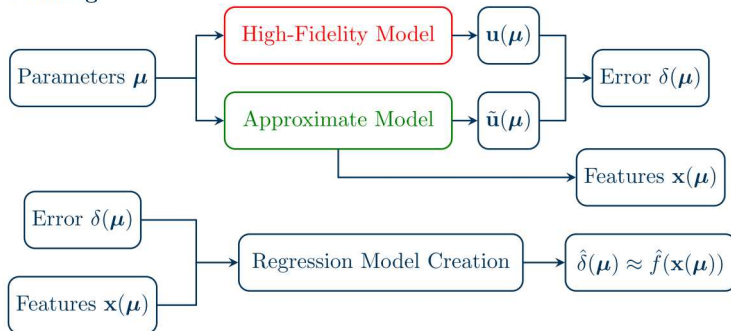 High-Fidelity Model
u(μ)
Parameters μ
Error δ(μ)
Approximate Model
ũ(μ)
Features x(μ)
Error δ(μ)
Regression Model Creation
δ̂(μ) ≈ f̂(x(μ))
Features x(μ)